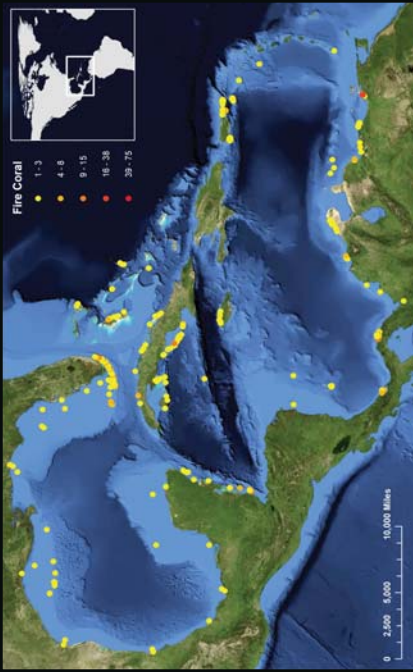 Fire Coral
1 - 3
4 - 8
9 - 15
16 - 38
39 - 75
0 2,500 5,000 10,000 Miles